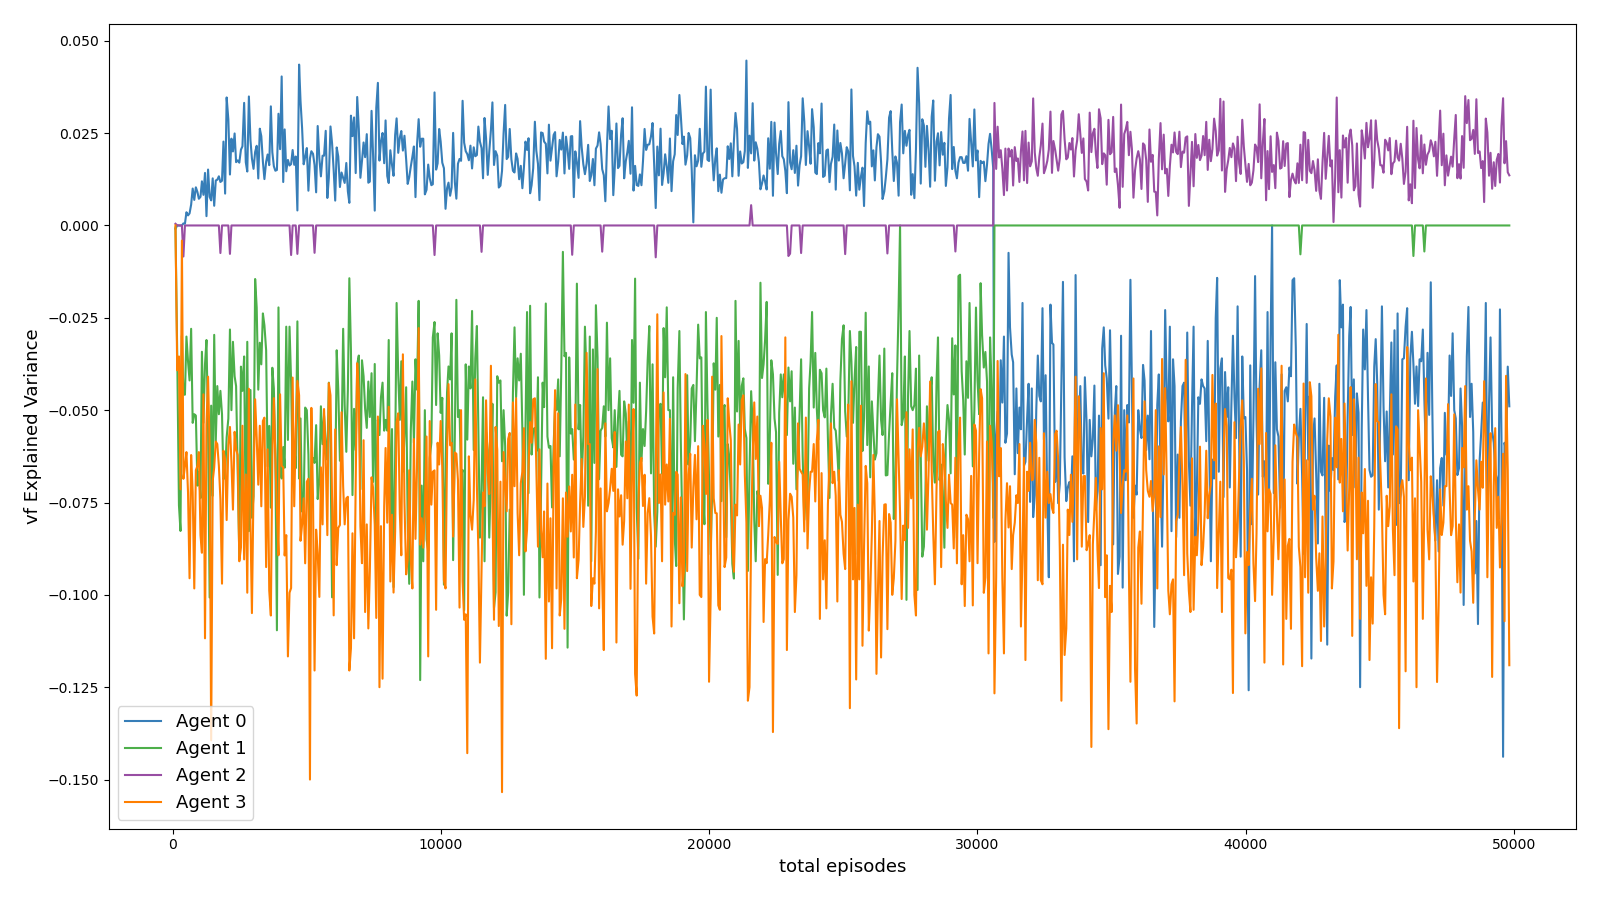 0.050
0.025
0.000
−0.025
−0.050
−0.075
−0.100
−0.125
−0.150
vf Explained Variance
Agent 0
Agent 1
Agent 2
Agent 3
0
10000
20000
30000
40000
50000
total episodes